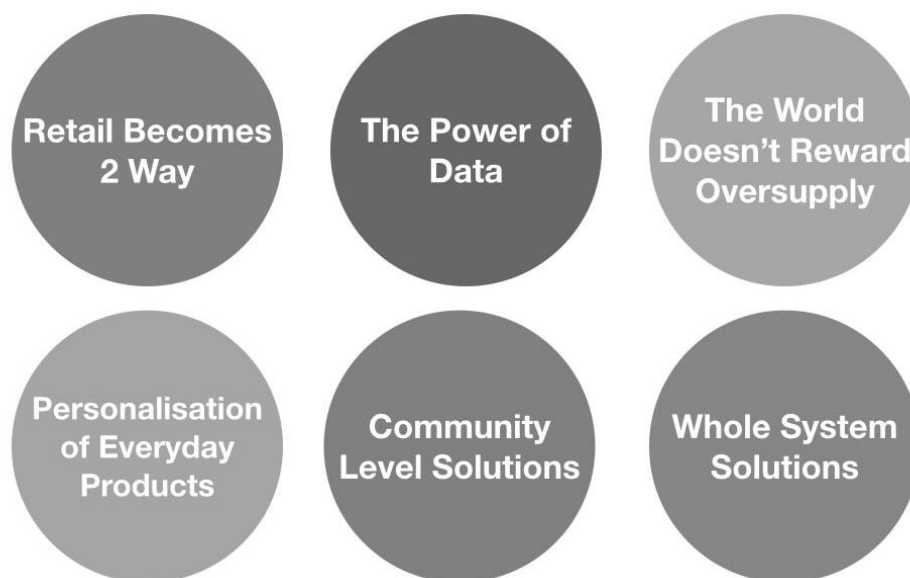 Retail Becomes
2 Way
The Power of
Data
The World
Doesn’t Reward
Oversupply
Personalisation
of Everyday
Products
Community
Level Solutions
Whole System
Solutions